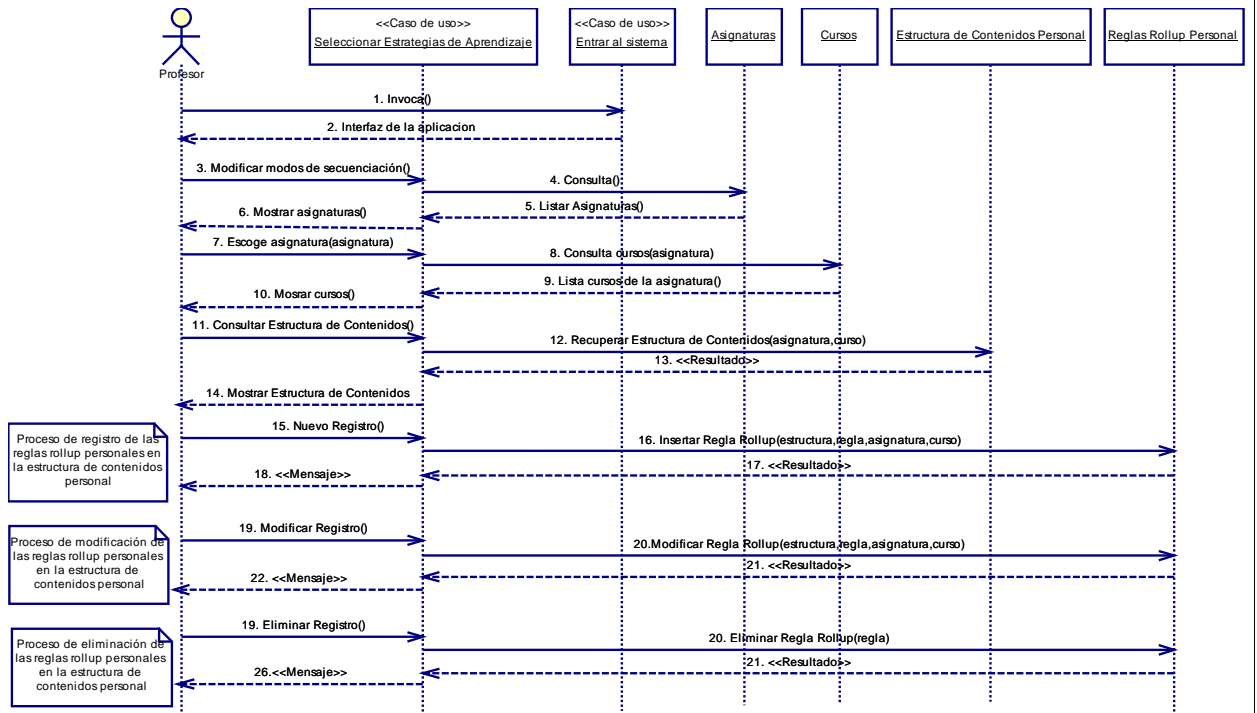 <<Caso de uso>>
Seleccionar Estrategias de Aprendizaje
<<Caso de uso>>
Entrar al sistema
Asignaturas
Cursos
Estructura de Contenidos Personal
Reglas Rollup Personal
Profesor
1. Invoca()
2. Interfaz de la aplicacion
3. Modificar modos de secuenciación()
4. Consulta()
5. Listar Asignaturas()
6. Mostrar asignaturas()
7. Escoge asignatura(asignatura)
8. Consulta cursos(asignatura)
9. Lista cursos de la asignatura()
10. Mosrar cursos()
11. Consultar Estructura de Contenidos()
12. Recuperar Estructura de Contenidos(asignatura,curso)
13. <<Resultado>>
14. Mostrar Estructura de Contenidos
Proceso de registro de las
reglas rollup personales en
la estructura de contenidos
personal
15. Nuevo Registro()
16. Insertar Regla Rollup(estructura,regla,asignatura,curso)
17. <<Resultado>>
18. <<Mensaje>>
Proceso de modificación de
las reglas rollup personales
en la estructura de
contenidos personal
19. Modificar Registro()
20.Modificar Regla Rollup(estructura,regla,asignatura,curso)
21. <<Resultado>>
22. <<Mensaje>>
Proceso de eliminación de
las reglas rollup personales
en la estructura de
contenidos personal
19. Eliminar Registro()
20. Eliminar Regla Rollup(regla)
21. <<Resultado>>
26.<<Mensaje>>